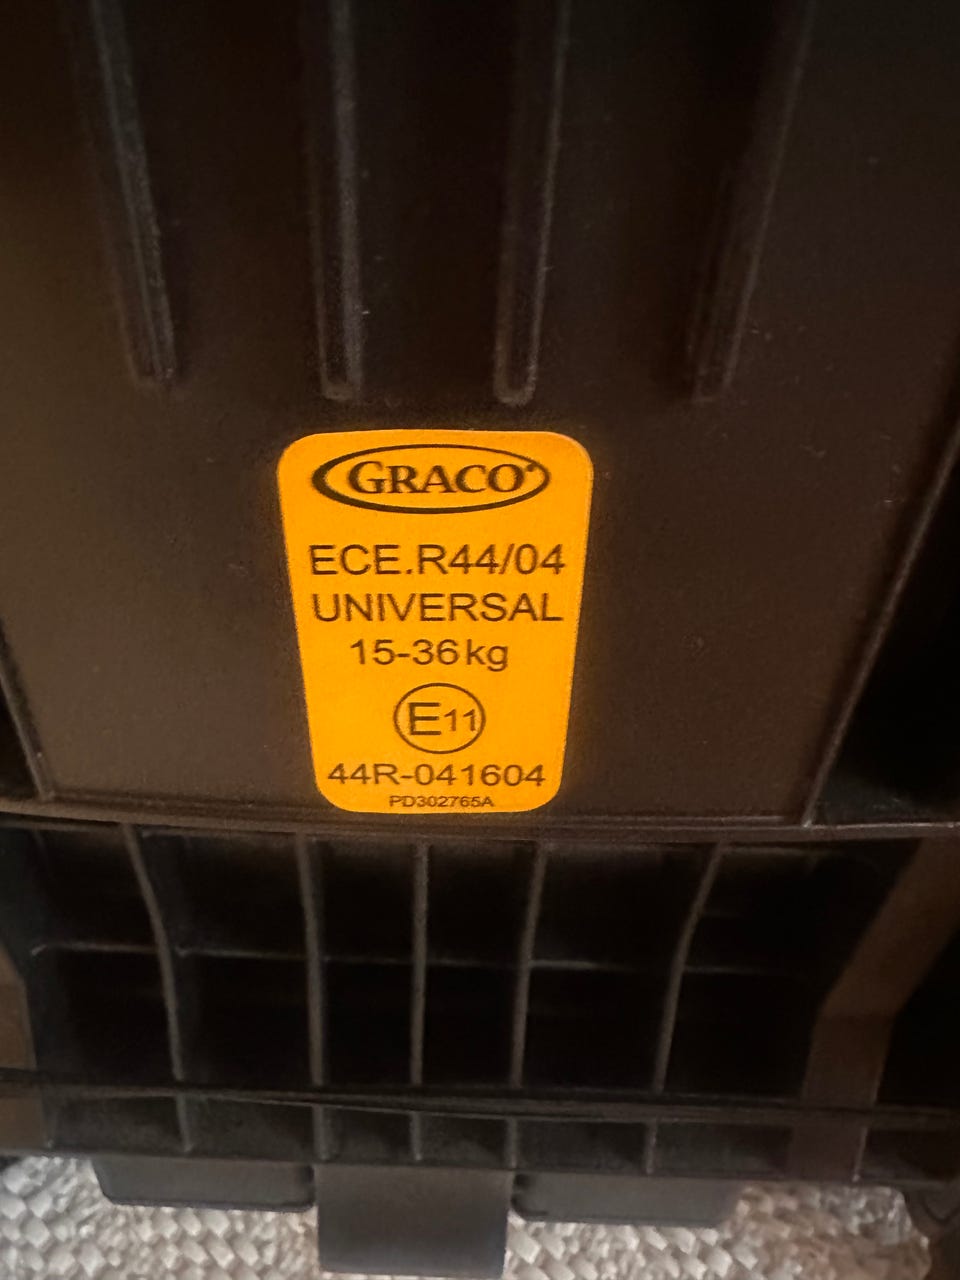 GRACO
ECE.R44/04
UNIVERSAL
15-36kg
E11
44R-041604
PD302765A